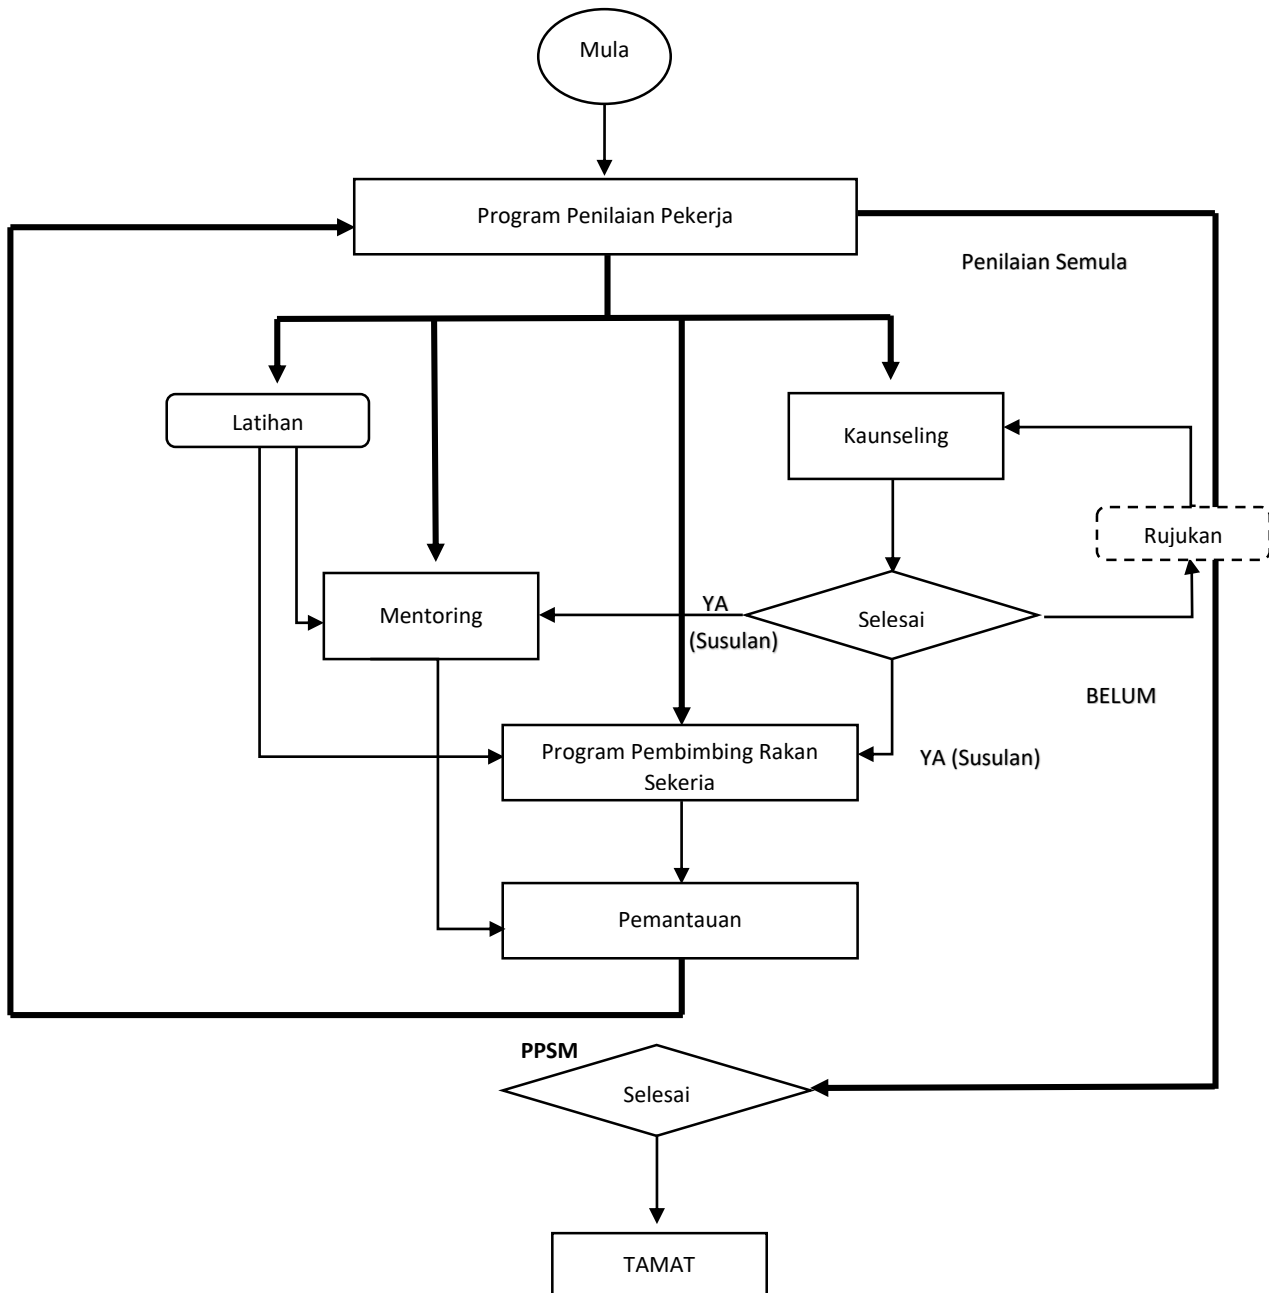 Mula
Program Penilaian Pekerja
Penilaian Semula
Latihan
Kaunseling
Rujukan
Mentoring
YA
(Susulan)
Selesai
BELUM
Program Pembimbing Rakan
Sekerja
YA (Susulan)
Pemantauan
PPSM
Selesai
TAMAT